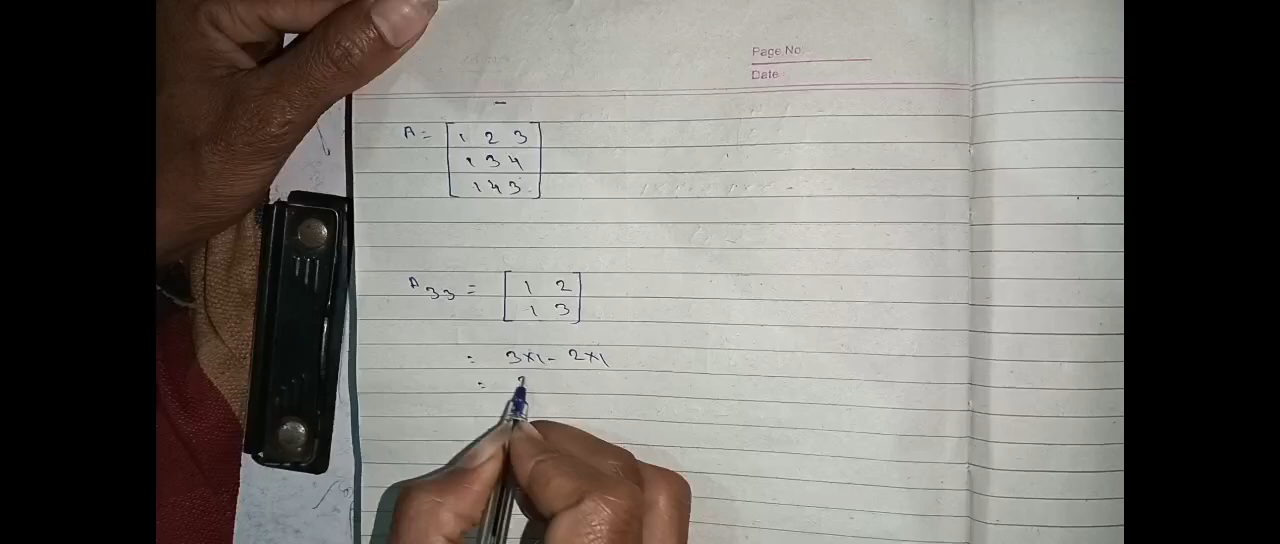 Page No.
Date
A = [ 1 2 3
1 3 4
1 4 3 ]
A33 = [ 1 2
1 3 ]
= 3×1 - 2×1
=